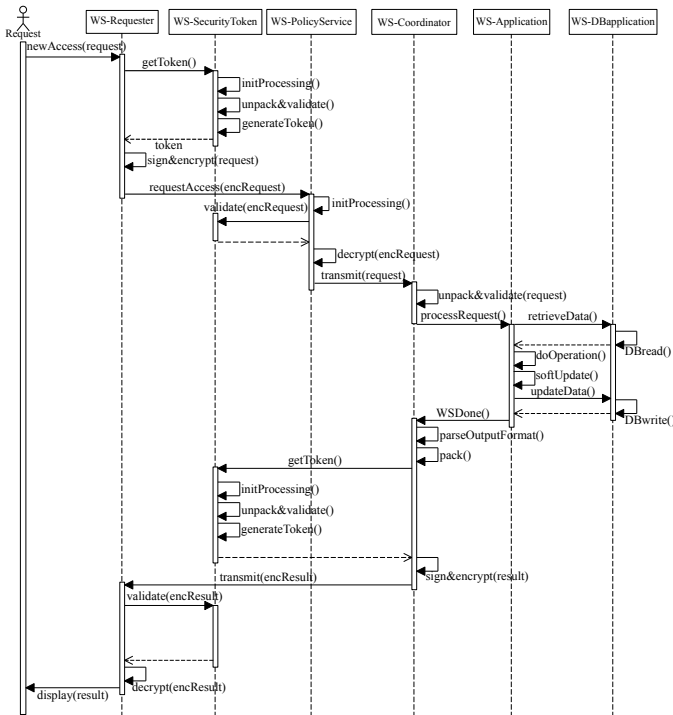 WS-Requester WS-SecurityToken WS-PolicyService WS-Coordinator WS-Application WS-DBapplication
Request
newAccess(request)
getToken()
initProcessing()
unpack&validate()
generateToken()
token
sign&encrypt(request)
requestAccess(encRequest)
initProcessing()
validate(encRequest)
decrypt(encRequest)
transmit(request)
unpack&validate(request)
processRequest() retrieveData()
DBread()
doOperation()
softUpdate()
updateData()
WSDone() DBwrite()
parseOutputFormat()
pack()
getToken()
initProcessing()
unpack&validate()
generateToken()
sign&encrypt(result)
transmit(encResult)
validate(encResult)
decrypt(encResult)
display(result)